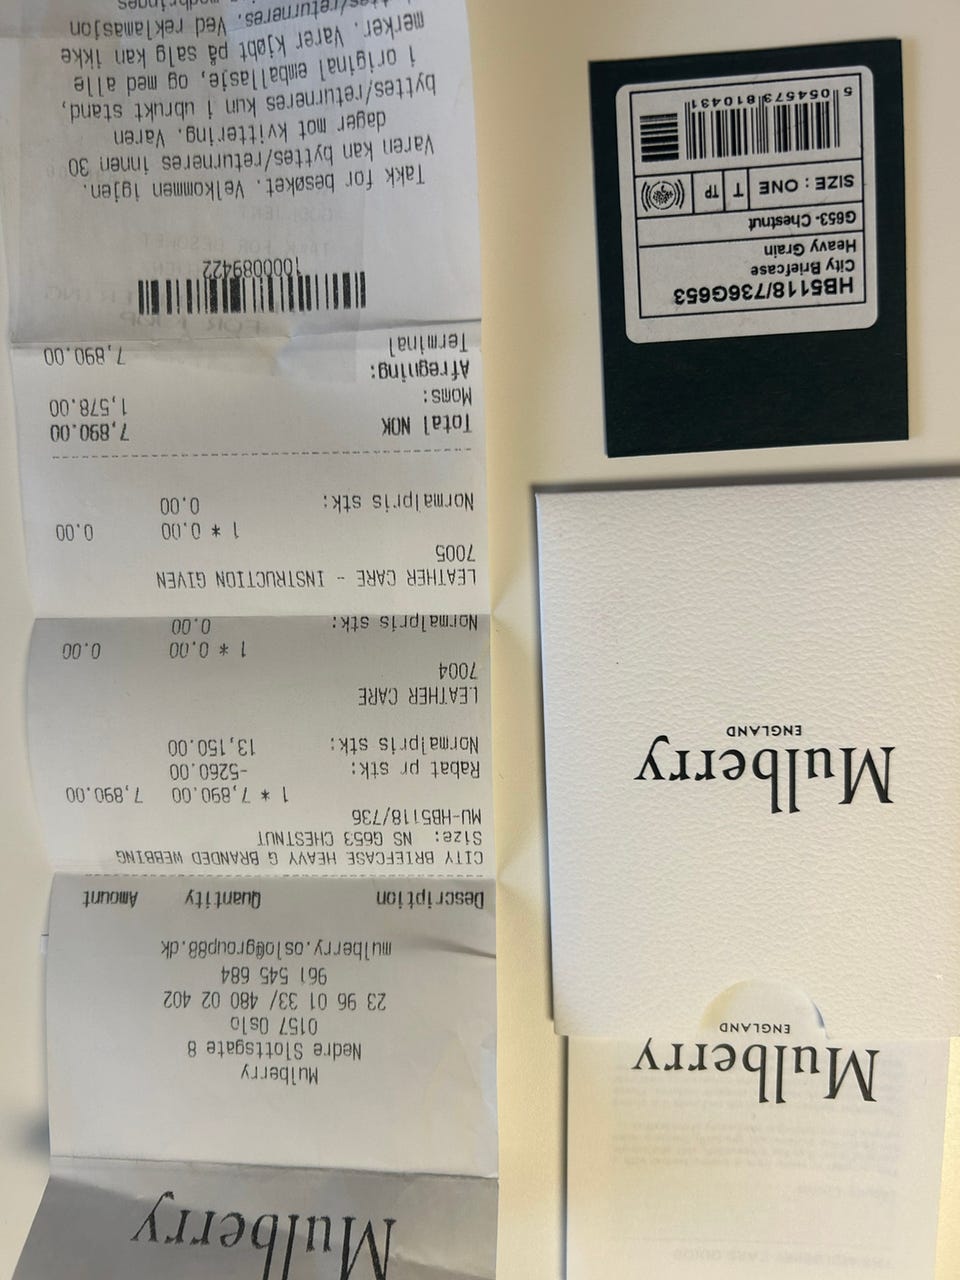 Mulberry
Mulberry
Nedre Slottsgate 8
0157 Oslo
23 96 01 33/ 480 02 402
961 545 684
mulberry.oslo@group88.dk
Description Quantity Amount
CITY BRIEFCASE HEAVY G BRANDED WEBBING
Size: NS G653 CHESTNUT
MU-HB5118/736
1 * 7,890.00 7,890.00
Rabat pr stk: -5260.00
Normalpris stk: 13,150.00
LEATHER CARE
7004
1 * 0.00 0.00
Normalpris stk: 0.00
LEATHER CARE - INSTRUCTION GIVEN
7005
1 * 0.00 0.00
Normalpris stk: 0.00
Total NOK 7,890.00
Moms: 1,578.00
Afregning:
Terminal 7,890.00
1000089422
Takk for besøket. Velkommen igjen.
Varen kan byttes/returneres innen 30
dager mot kvittering. Varen
byttes/returneres kun i ubrukt stand,
i original emballasje, og med alle
merker. Varer kjøpt på salg kan ikke
byttes/returneres. Ved reklamasjon
Mulberry
ENGLAND
Mulberry
ENGLAND
HB5118/736G653
City Briefcase
Heavy Grain
G653- Chestnut
SIZE : ONE T TP
5 054573 810431